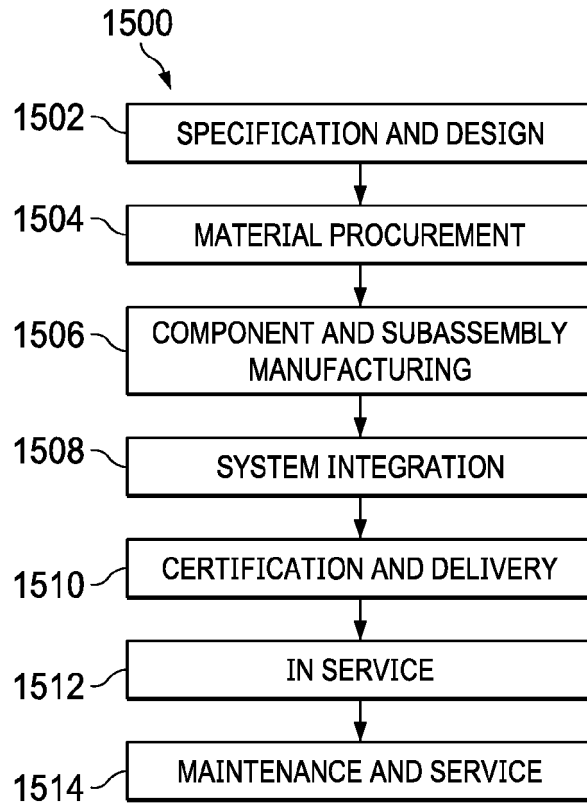 1500
1502
SPECIFICATION AND DESIGN
1504
MATERIAL PROCUREMENT
1506
COMPONENT AND SUBASSEMBLY
MANUFACTURING
1508
SYSTEM INTEGRATION
1510
CERTIFICATION AND DELIVERY
1512
IN SERVICE
1514
MAINTENANCE AND SERVICE